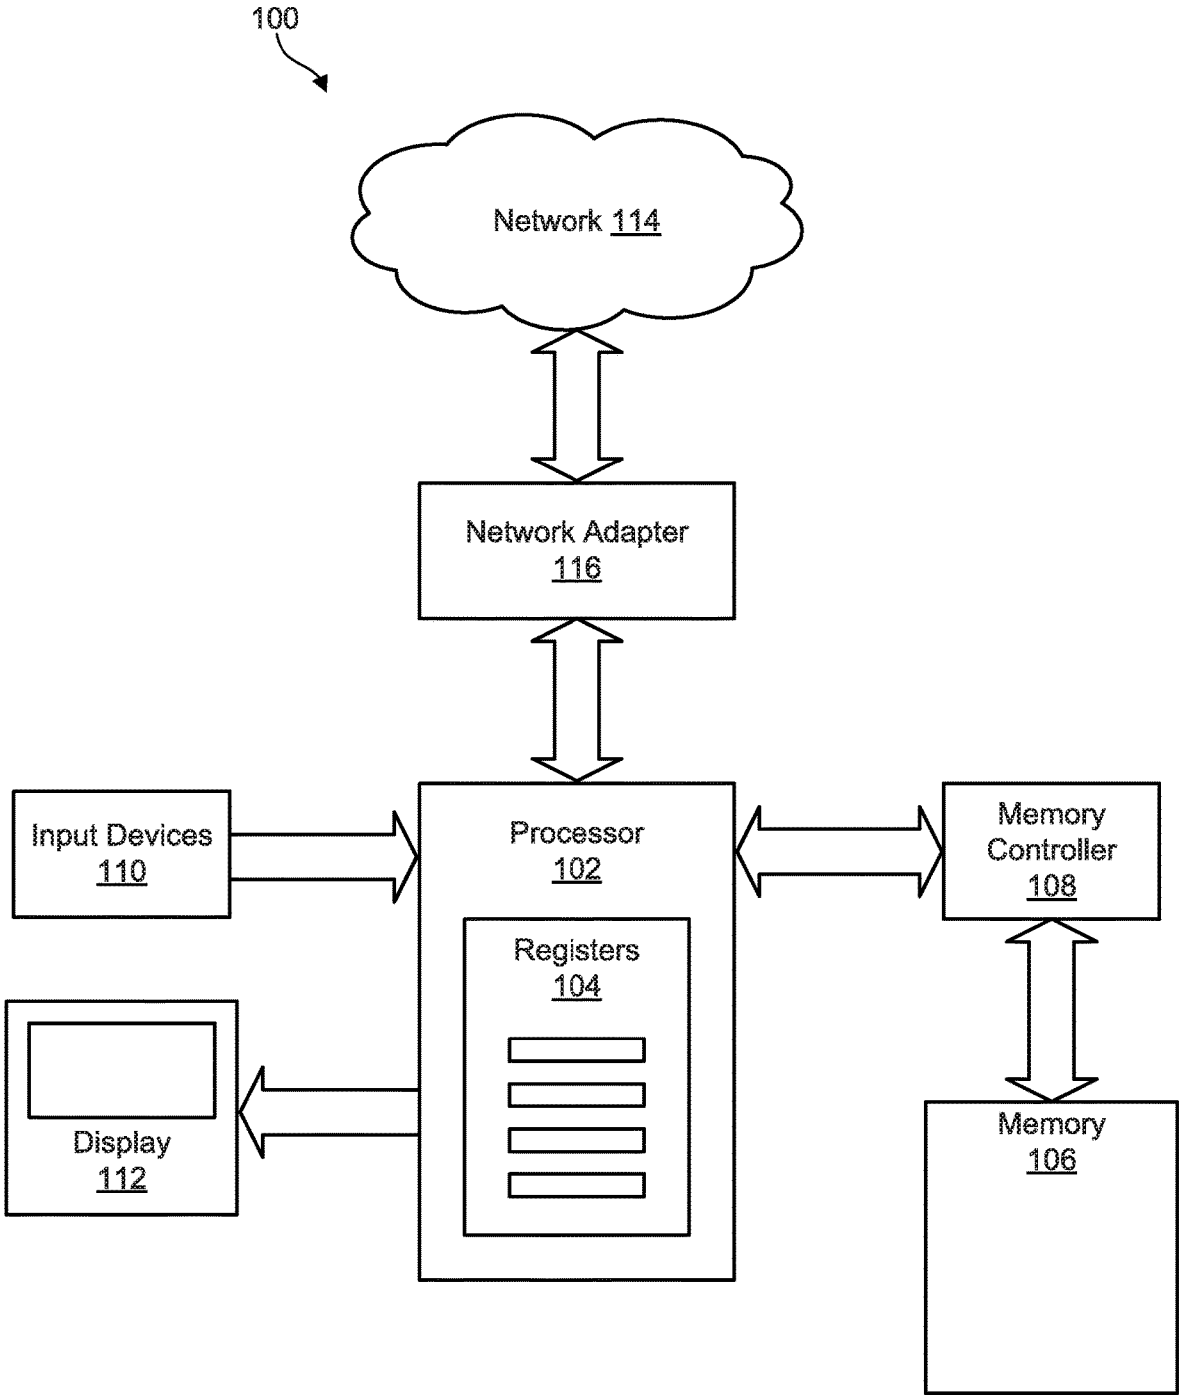 100
Network 114
Network Adapter
116
Input Devices
110
Processor
102
Registers
104
Memory
Controller
108
Display
112
Memory
106